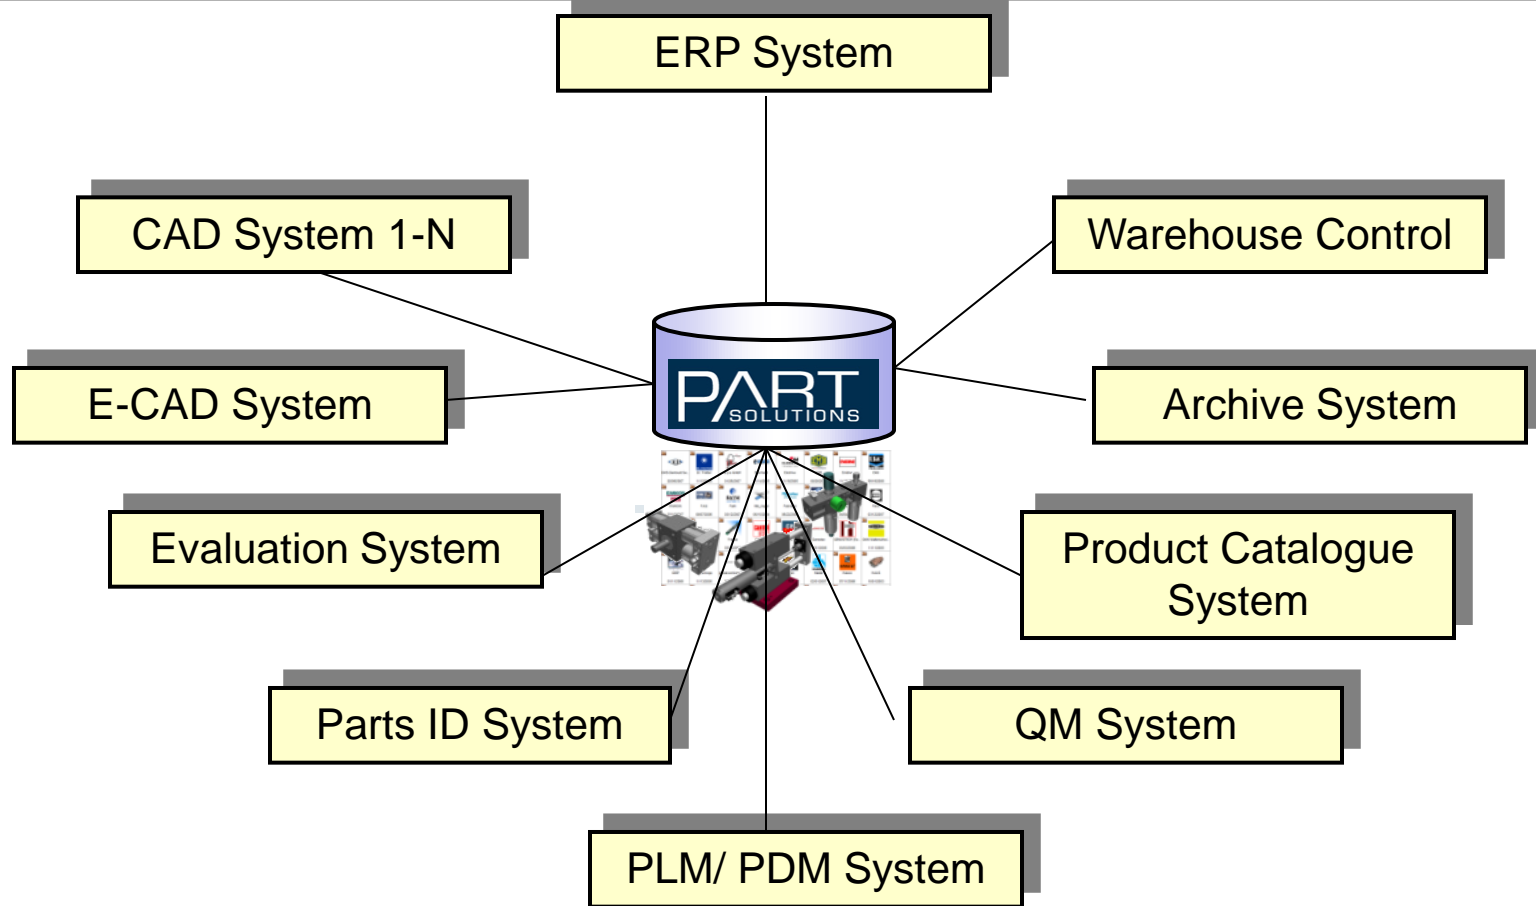 ERP System
CAD System 1-N
Warehouse Control
PART
SOLUTIONS
E-CAD System
Archive System
Evaluation System
Product Catalogue
System
Parts ID System
QM System
PLM/ PDM System